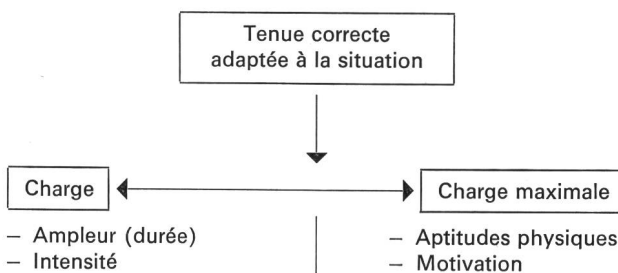 Tenue correcte
adaptée à la situation
Charge
Charge maximale
– Ampleur (durée)
– Intensité
– Aptitudes physiques
– Motivation